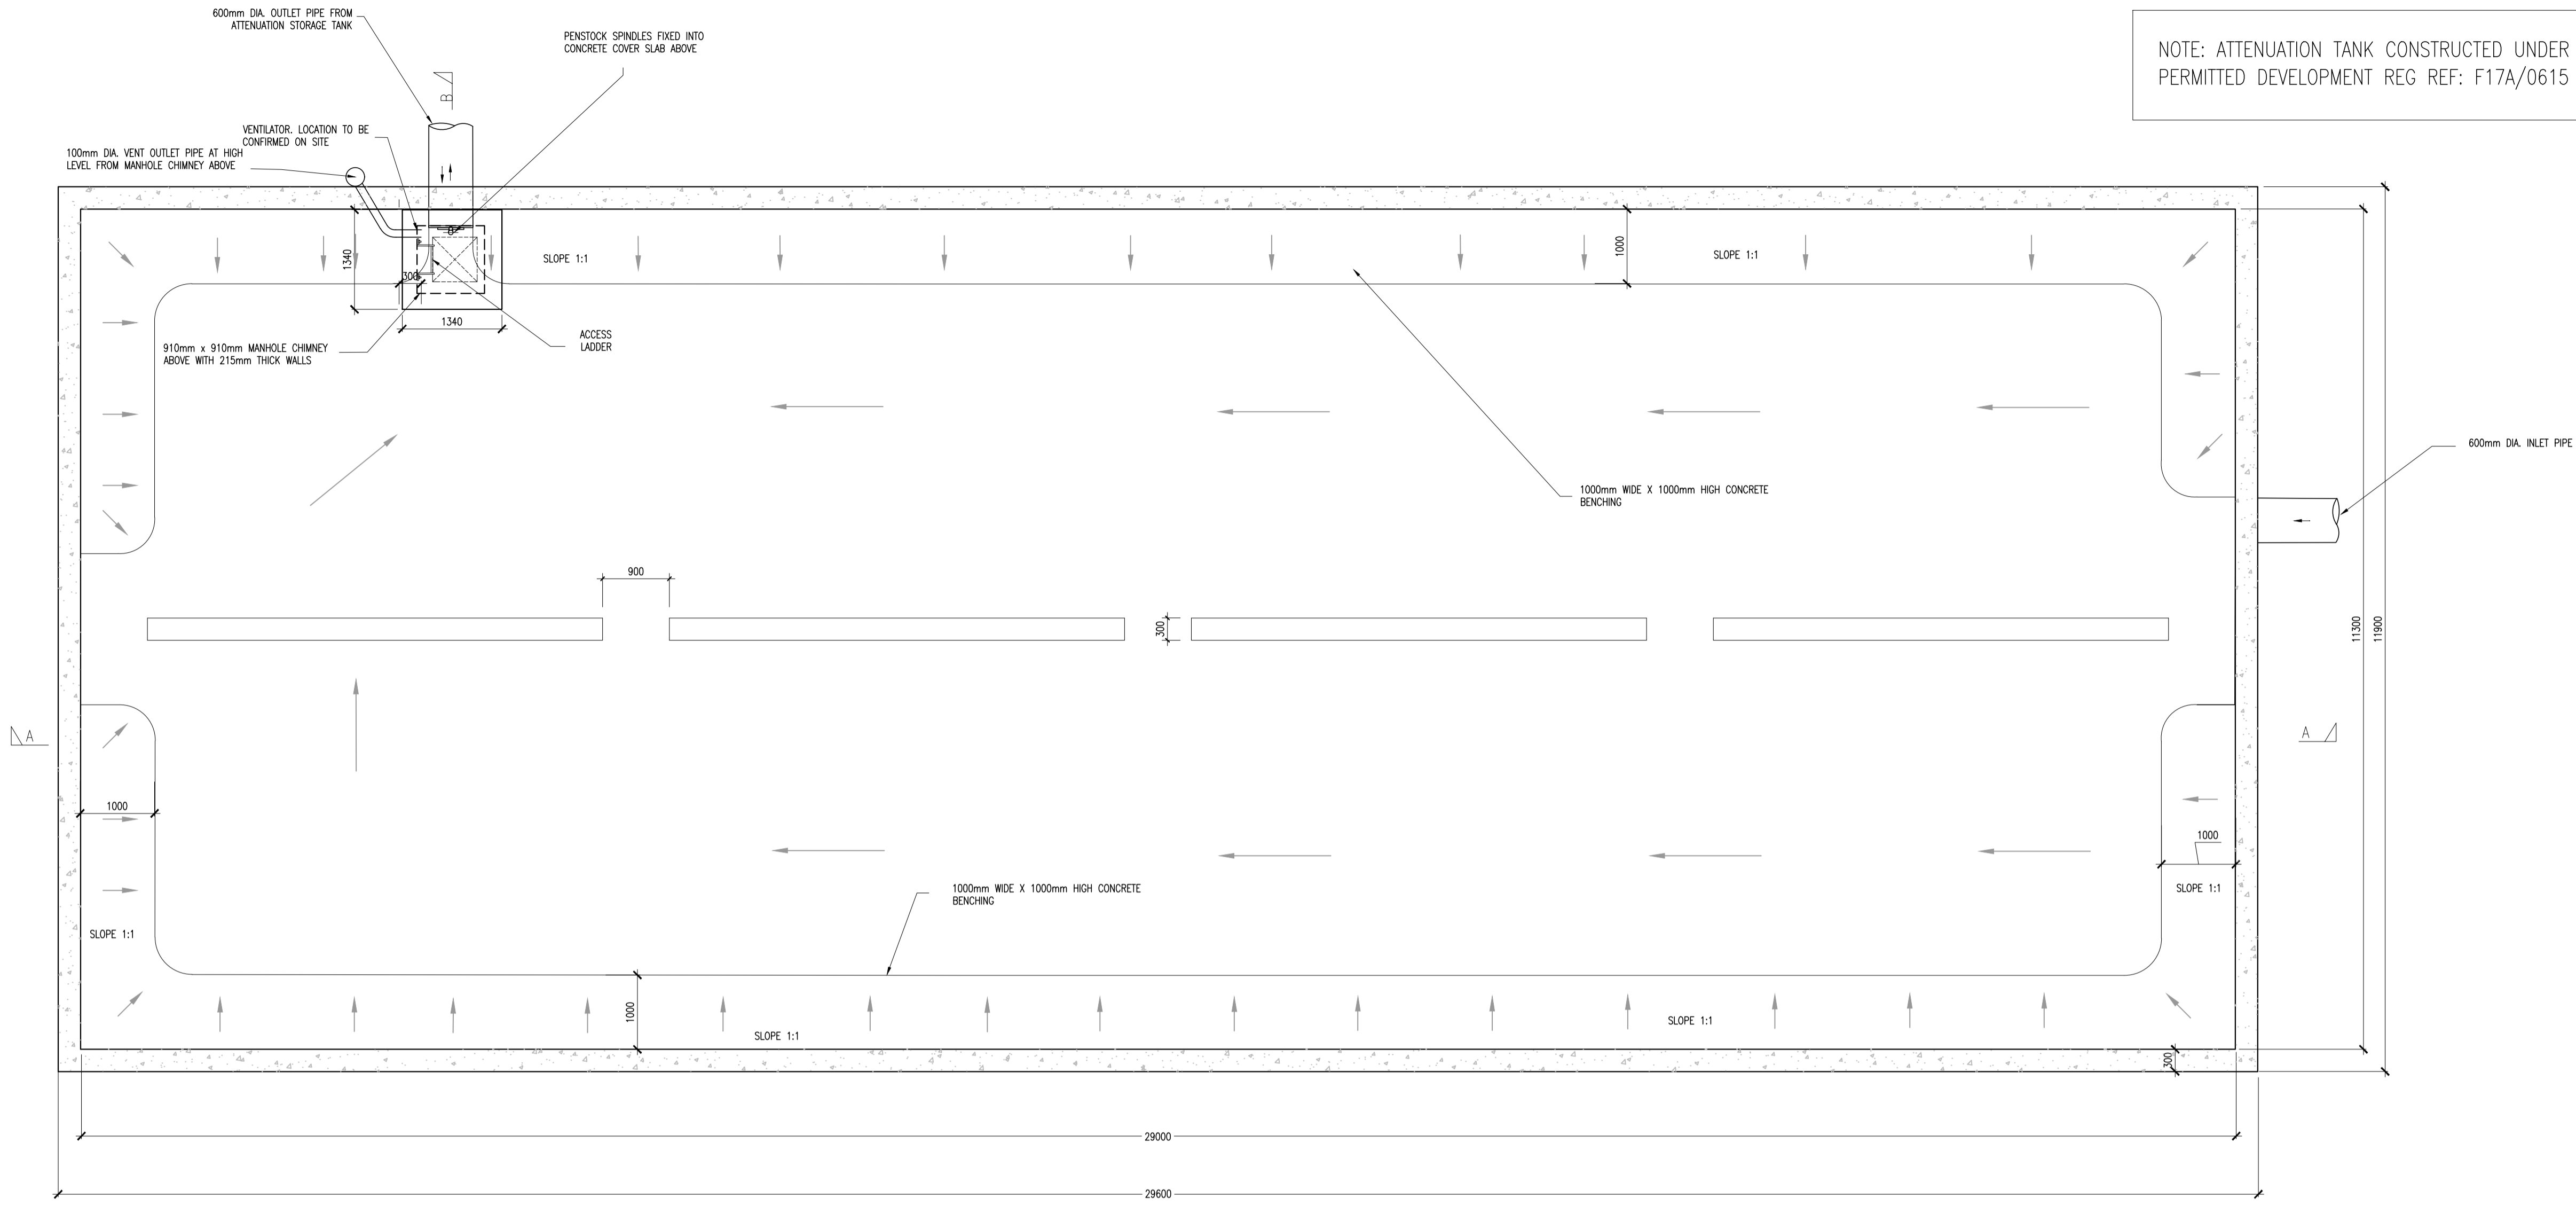 600mm DIA. OUTLET PIPE FROM
ATTENUATION STORAGE TANK
PENSTOCK SPINDLES FIXED INTO
CONCRETE COVER SLAB ABOVE
NOTE: ATTENUATION TANK CONSTRUCTED UNDER
PERMITTED DEVELOPMENT REG REF: F17A/0615
B
VENTILATOR. LOCATION TO BE
CONFIRMED ON SITE
100mm DIA. VENT OUTLET PIPE AT HIGH
LEVEL FROM MANHOLE CHIMNEY ABOVE
1340
300
SLOPE 1:1
1000
SLOPE 1:1
1340
ACCESS
LADDER
910mm x 910mm MANHOLE CHIMNEY
ABOVE WITH 215mm THICK WALLS
600mm DIA. INLET PIPE
1000mm WIDE X 1000mm HIGH CONCRETE
BENCHING
900
300
11300
11900
A
A
1000
1000
1000mm WIDE X 1000mm HIGH CONCRETE
BENCHING
SLOPE 1:1
SLOPE 1:1
1000
SLOPE 1:1
SLOPE 1:1
300
29000
29600